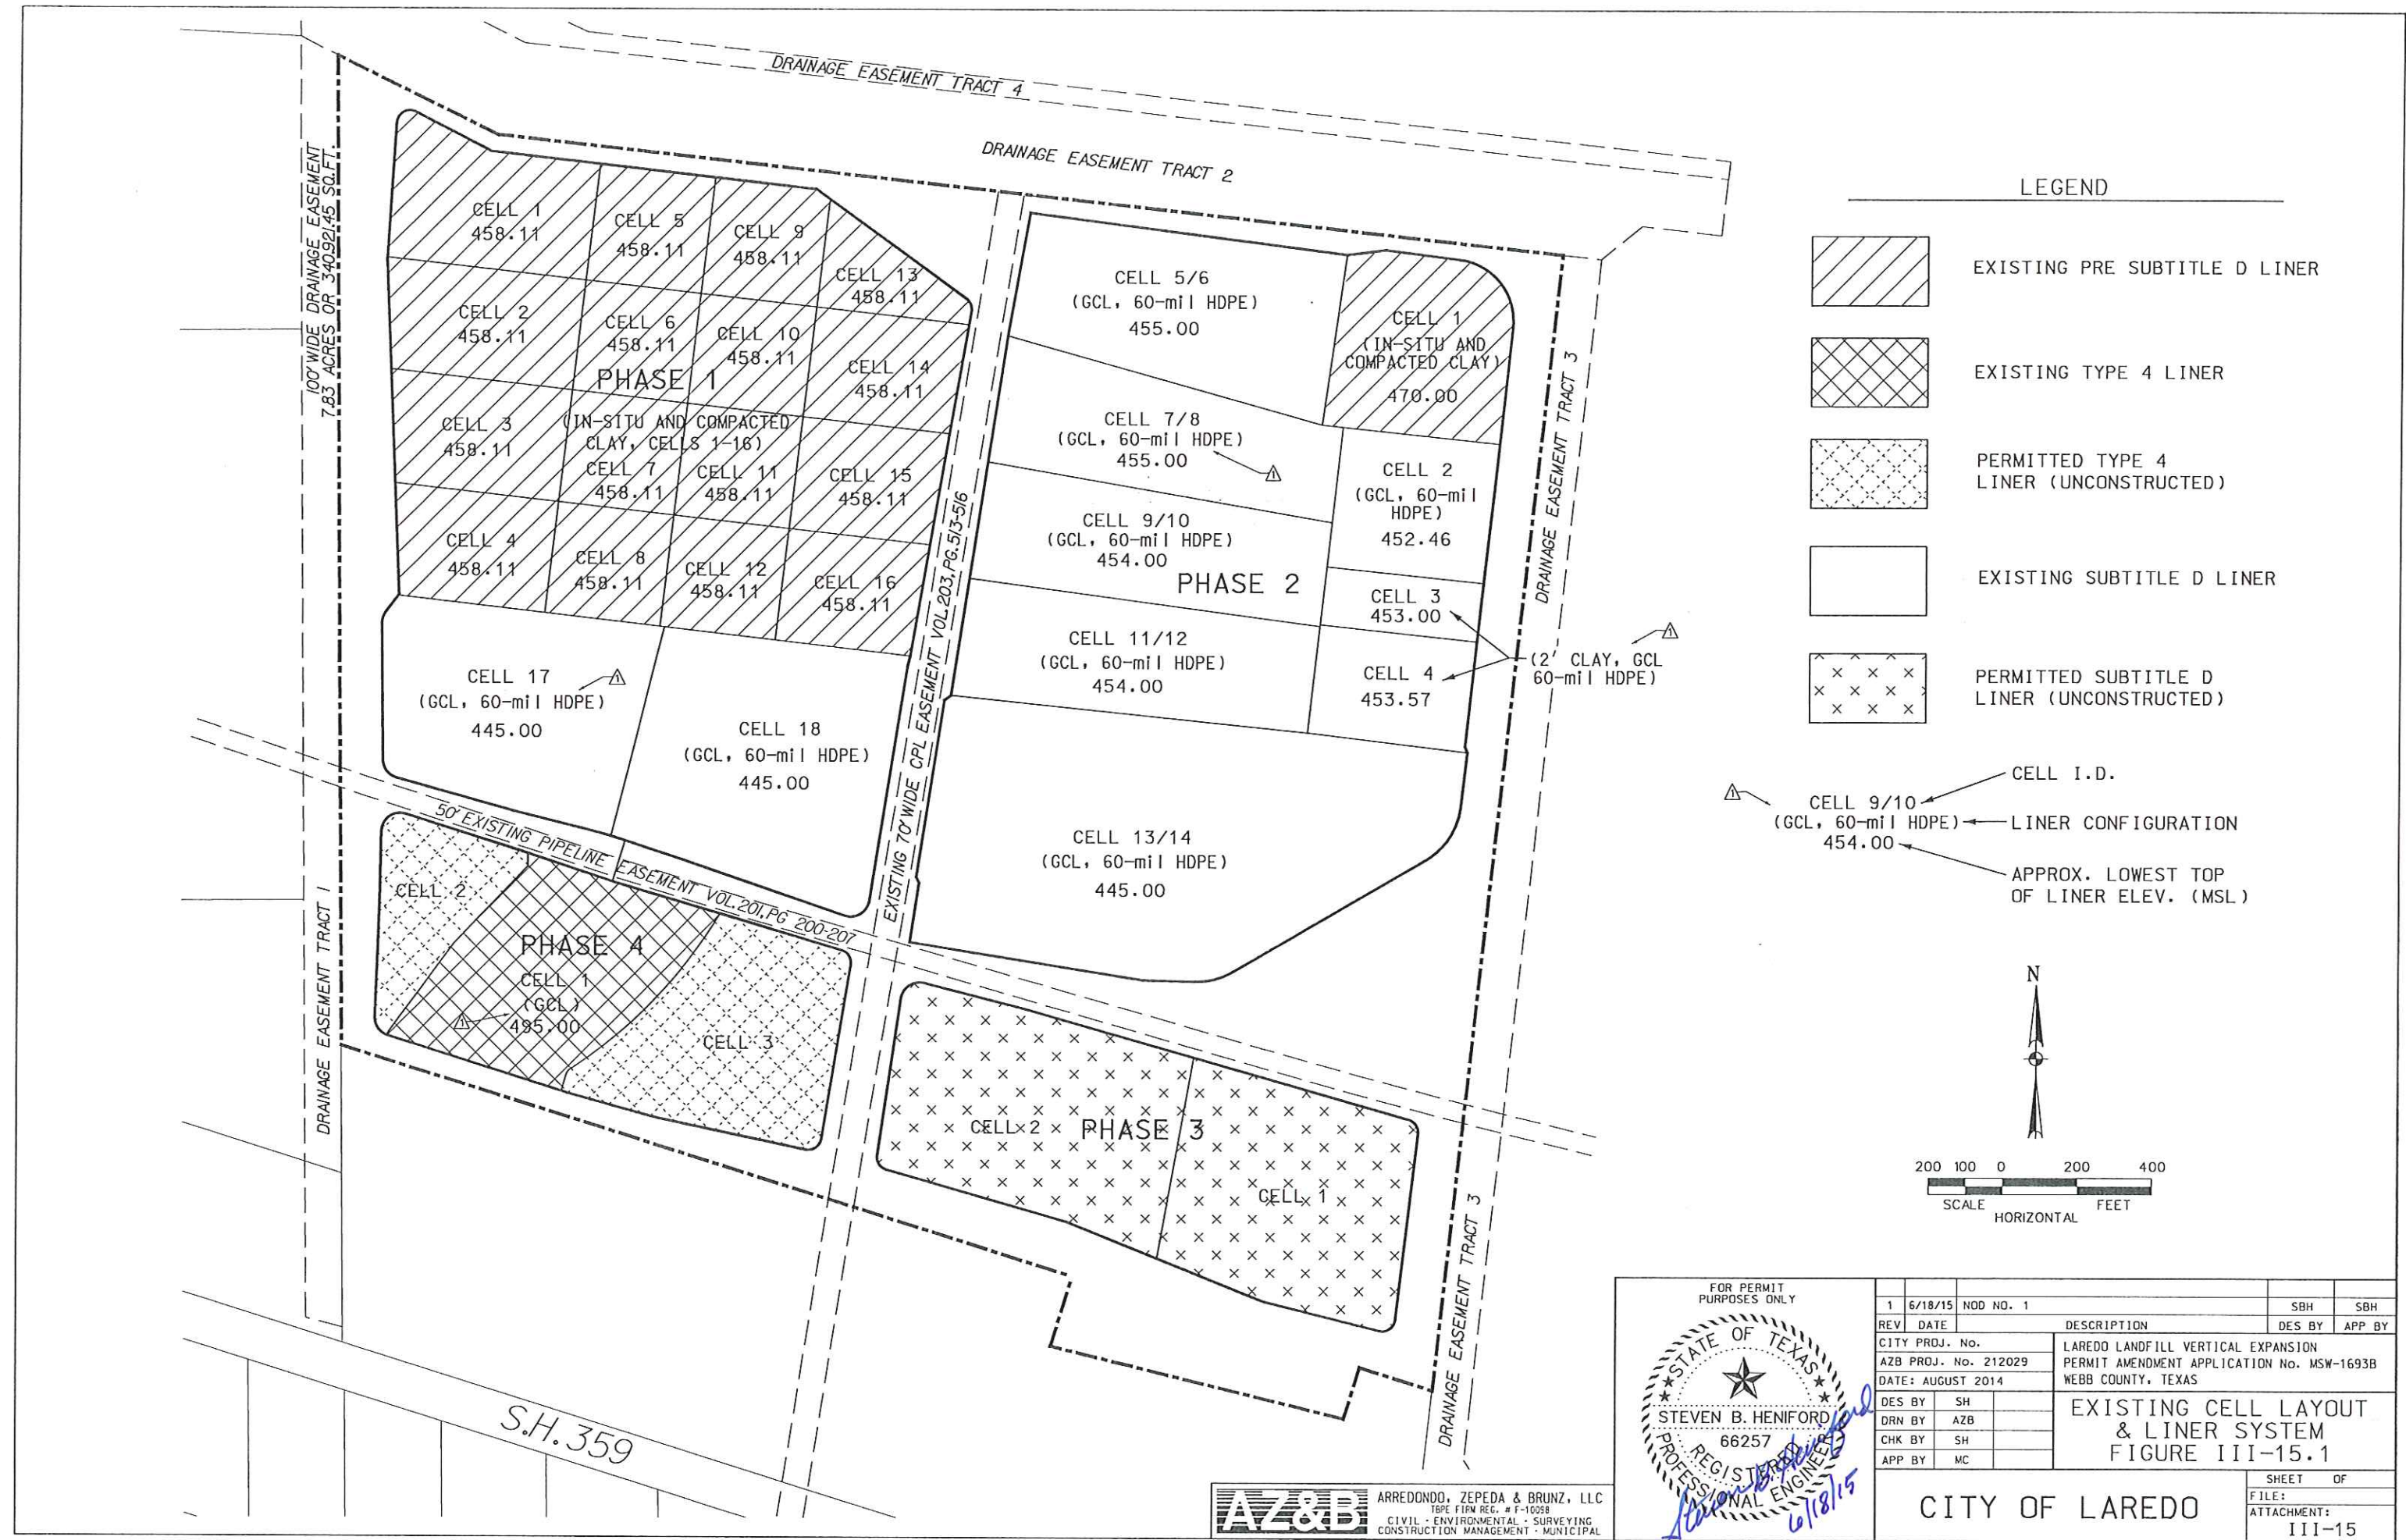 DRAINAGE EASEMENT TRACT 4
DRAINAGE EASEMENT TRACT 2
100' WIDE DRAINAGE EASEMENT
7.83 ACRES OR 340,921.45 SQ.FT.
CELL 1
458.11
CELL 5
458.11
CELL 9
458.11
CELL 13
458.11
CELL 2
458.11
CELL 6
458.11
CELL 10
458.11
CELL 14
458.11
PHASE 1
(IN-SITU AND COMPACTED
CLAY, CELLS 1-16)
CELL 3
458.11
CELL 7
458.11
CELL 11
458.11
CELL 15
458.11
CELL 4
458.11
CELL 8
458.11
CELL 12
458.11
CELL 16
458.11
CELL 17
(GCL, 60-mil HDPE)
445.00
1
CELL 18
(GCL, 60-mil HDPE)
445.00
EXISTING 70' WIDE CPL EASEMENT VOL.203,PG.513-516
CELL 5/6
(GCL, 60-mil HDPE)
455.00
CELL 1
(IN-SITU AND
COMPACTED CLAY)
470.00
CELL 7/8
(GCL, 60-mil HDPE)
455.00
1
CELL 2
(GCL, 60-mil
HDPE)
452.46
CELL 9/10
(GCL, 60-mil HDPE)
454.00
PHASE 2
CELL 3
453.00
CELL 11/12
(GCL, 60-mil HDPE)
454.00
CELL 4
453.57
1
(2' CLAY, GCL
60-mil HDPE)
CELL 13/14
(GCL, 60-mil HDPE)
445.00
DRAINAGE EASEMENT TRACT 3
50' EXISTING PIPELINE EASEMENT VOL.201,PG 200-207
DRAINAGE EASEMENT TRACT 1
CELL 2
PHASE 4
CELL 1
(GCL)
495.00
1
CELL 3
CELL 2
PHASE 3
CELL 1
DRAINAGE EASEMENT TRACT 3
S.H. 359
LEGEND
EXISTING PRE SUBTITLE D LINER
EXISTING TYPE 4 LINER
PERMITTED TYPE 4
LINER (UNCONSTRUCTED)
EXISTING SUBTITLE D LINER
PERMITTED SUBTITLE D
LINER (UNCONSTRUCTED)
1
CELL 9/10
(GCL, 60-mil HDPE)
454.00
CELL I.D.
LINER CONFIGURATION
APPROX. LOWEST TOP
OF LINER ELEV. (MSL)
N
200 100 0 200 400
SCALE FEET
HORIZONTAL
FOR PERMIT
PURPOSES ONLY
STATE OF TEXAS
STEVEN B. HENIFORD
66257
REGISTERED
PROFESSIONAL ENGINEER
Steven B. Heniford
6/18/15
1 6/18/15 NOD NO. 1 SBH SBH
REV DATE DESCRIPTION DES BY APP BY
CITY PROJ. No.
AZB PROJ. No. 212029
DATE: AUGUST 2014
LAREDO LANDFILL VERTICAL EXPANSION
PERMIT AMENDMENT APPLICATION No. MSW-1693B
WEBB COUNTY, TEXAS
DES BY SH
DRN BY AZB
CHK BY SH
APP BY MC
EXISTING CELL LAYOUT
& LINER SYSTEM
FIGURE III-15.1
CITY OF LAREDO
SHEET OF
FILE:
ATTACHMENT:
III-15
AZ&B
ARREDONDO, ZEPEDA & BRUNZ, LLC
TBPE FIRM REG. # F-10098
CIVIL · ENVIRONMENTAL · SURVEYING
CONSTRUCTION MANAGEMENT · MUNICIPAL